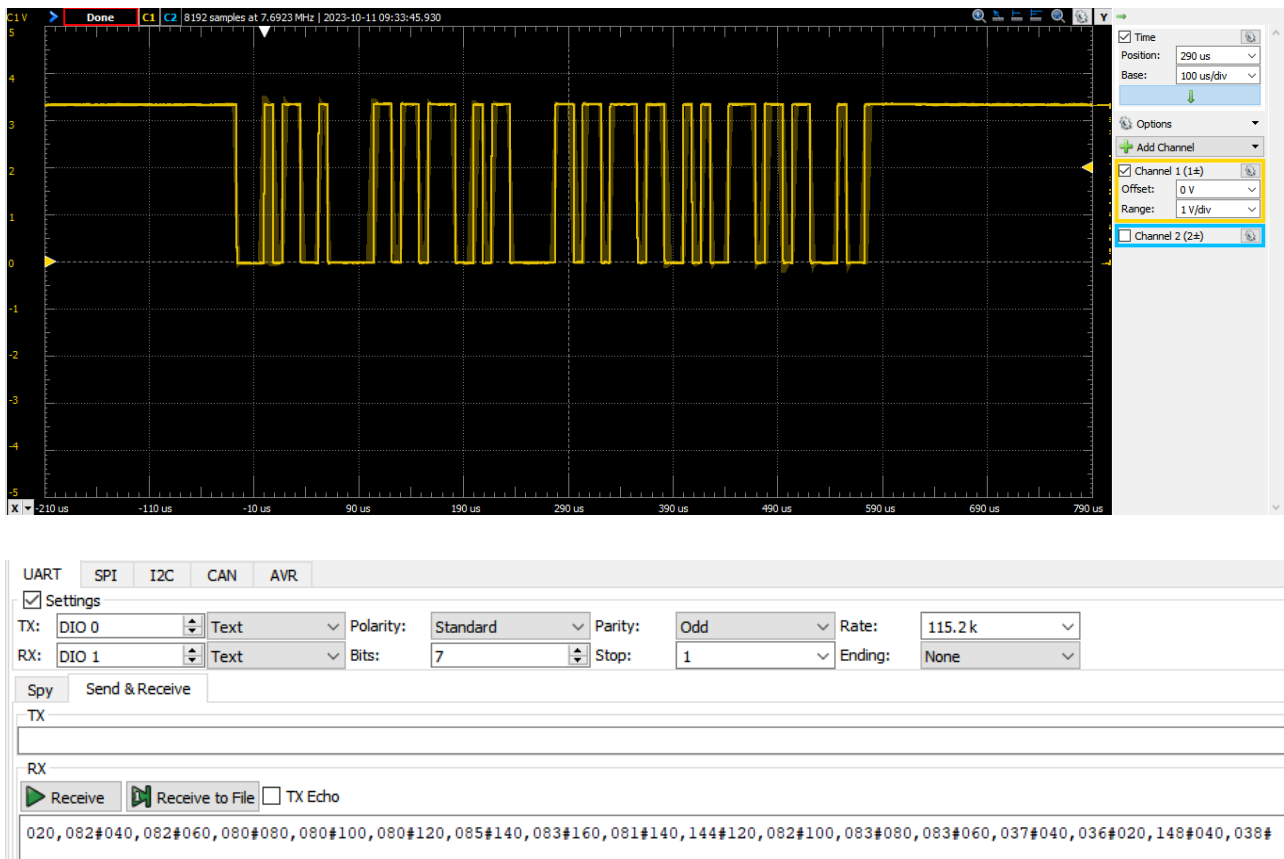 C1 V Done C1 C2 8192 samples at 7.6923 MHz | 2023-10-11 09:33:45.930 Y
5
4
3
2
1
0
-1
-2
-3
-4
-5
X -210 us -110 us -10 us 90 us 190 us 290 us 390 us 490 us 590 us 690 us 790 us
Time
Position: 290 us
Base: 100 us/div
Options
Add Channel
Channel 1 (1±)
Offset: 0 V
Range: 1 V/div
Channel 2 (2±)
UART SPI I2C CAN AVR
Settings
TX: DIO 0 Text Polarity: Standard Parity: Odd Rate: 115.2 k
RX: DIO 1 Text Bits: 7 Stop: 1 Ending: None
Spy Send & Receive
TX
RX
Receive Receive to File TX Echo
020,082#040,082#060,080#080,080#100,080#120,085#140,083#160,081#140,144#120,082#100,083#080,083#060,037#040,036#020,148#040,038#